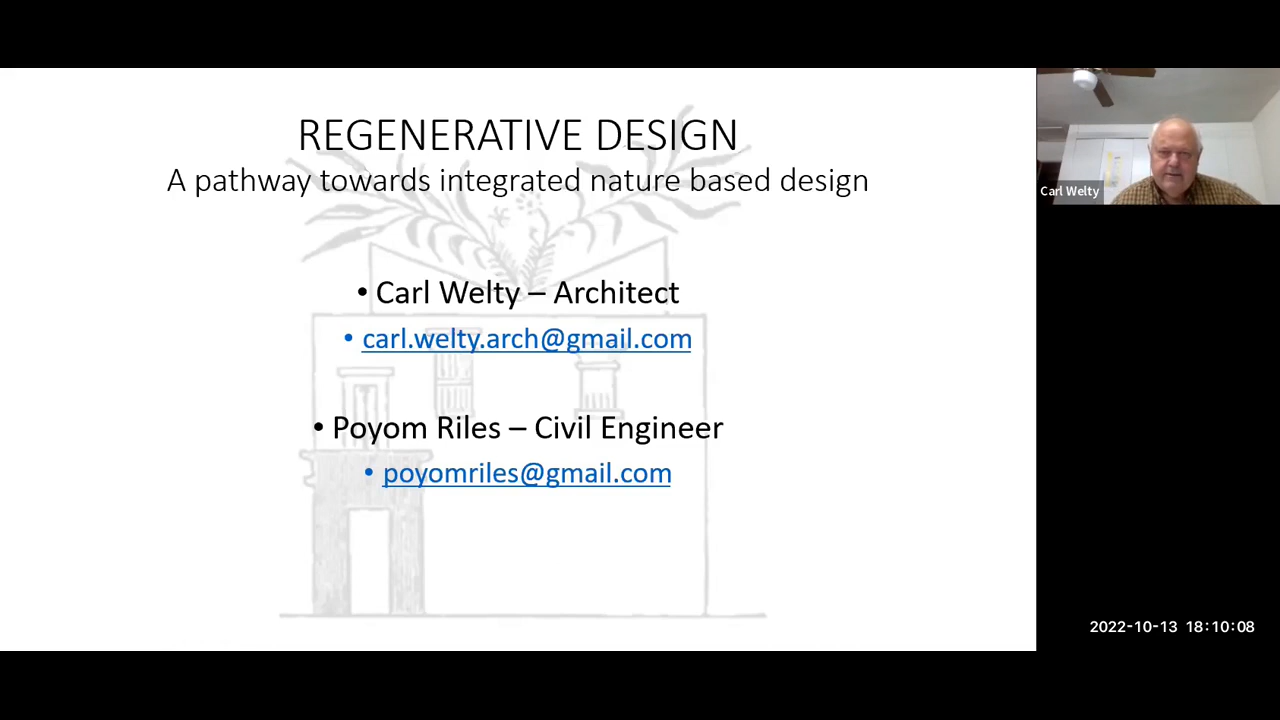 REGENERATIVE DESIGN
A pathway towards integrated nature based design
• Carl Welty – Architect
• carl.welty.arch@gmail.com
• Poyom Riles – Civil Engineer
• poyomriles@gmail.com
Carl Welty
2022-10-13 18:10:08